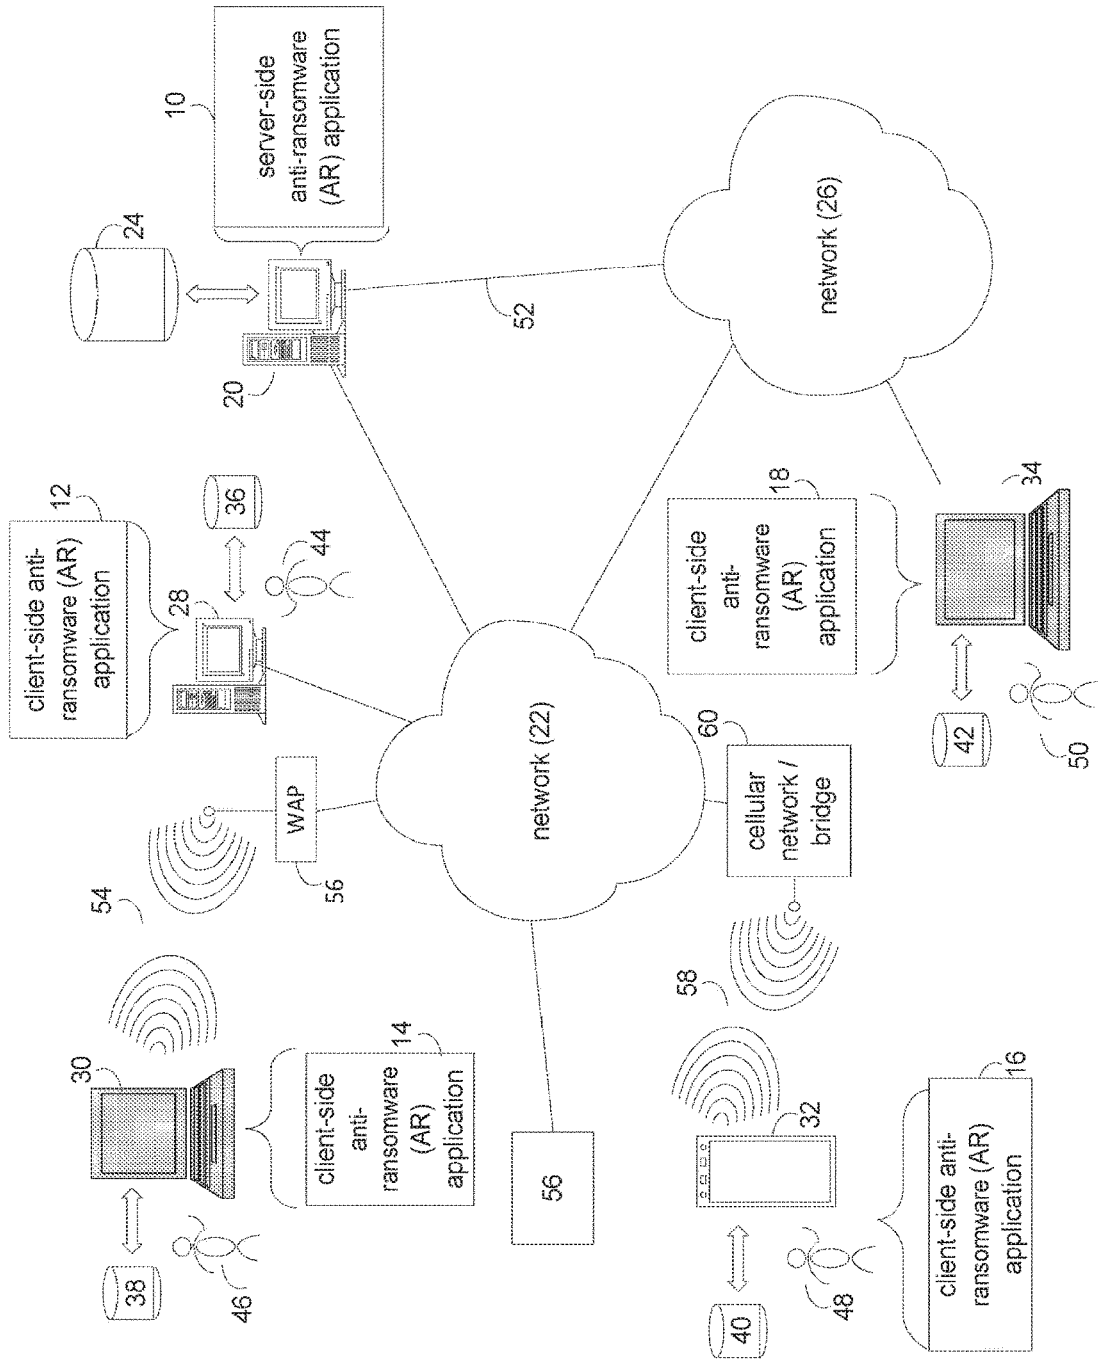 server-side
anti-ransomware
(AR) application
10
24
20
52
network (26)
client-side anti-
ransomware (AR)
application
12
28
36
44
client-side
anti-
ransomware
(AR)
application
18
34
42
50
network (22)
WAP
56
54
cellular
network /
bridge
60
58
30
38
46
client-side
anti-
ransomware
(AR)
application
14
56
32
40
48
client-side anti-
ransomware (AR)
application
16